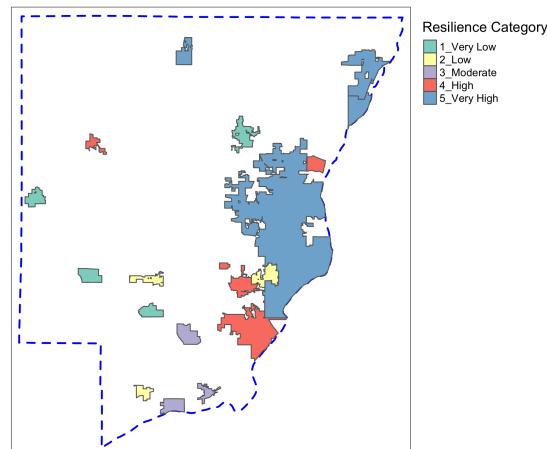 Resilience Category
1_Very Low
2_Low
3_Moderate
4_High
5_Very High